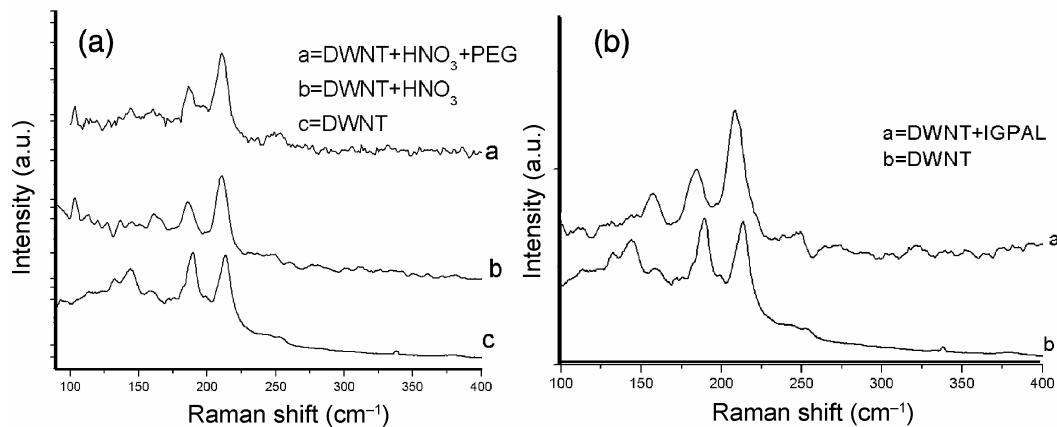 (a)
a=DWNT+HNO₃+PEG
b=DWNT+HNO₃
c=DWNT
a
b
c
Intensity (a.u.)
100 150 200 250 300 350 400
Raman shift (cm⁻¹)
(b)
a=DWNT+IGPAL
b=DWNT
a
b
Intensity (a.u.)
100 150 200 250 300 350 400
Raman shift (cm⁻¹)